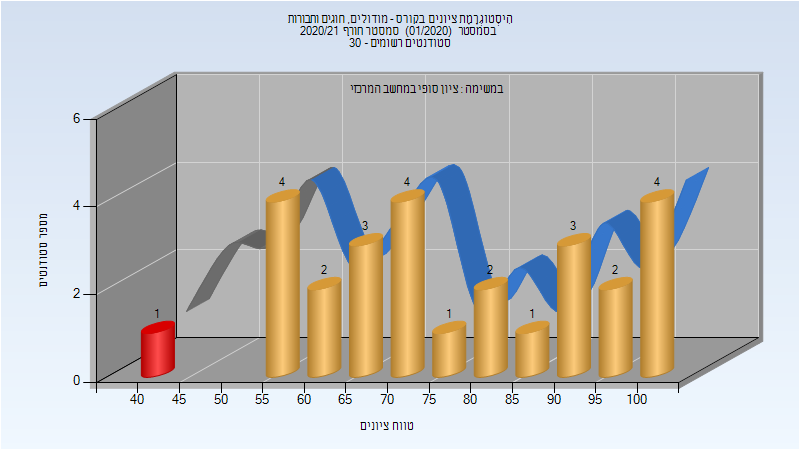 היסטוגרמת ציונים בקורס - מודולים, חוגים וחבורות
בסמסטר (01/2020) סמסטר חורף 2020/21
סטודנטים רשומים - 30
במשימה : ציון סופי במחשב המרכזי
מספר סטודנטים
6
4
2
0
1
4
2
3
4
1
2
1
3
2
4
40 45 50 55 60 65 70 75 80 85 90 95 100
טווח ציונים